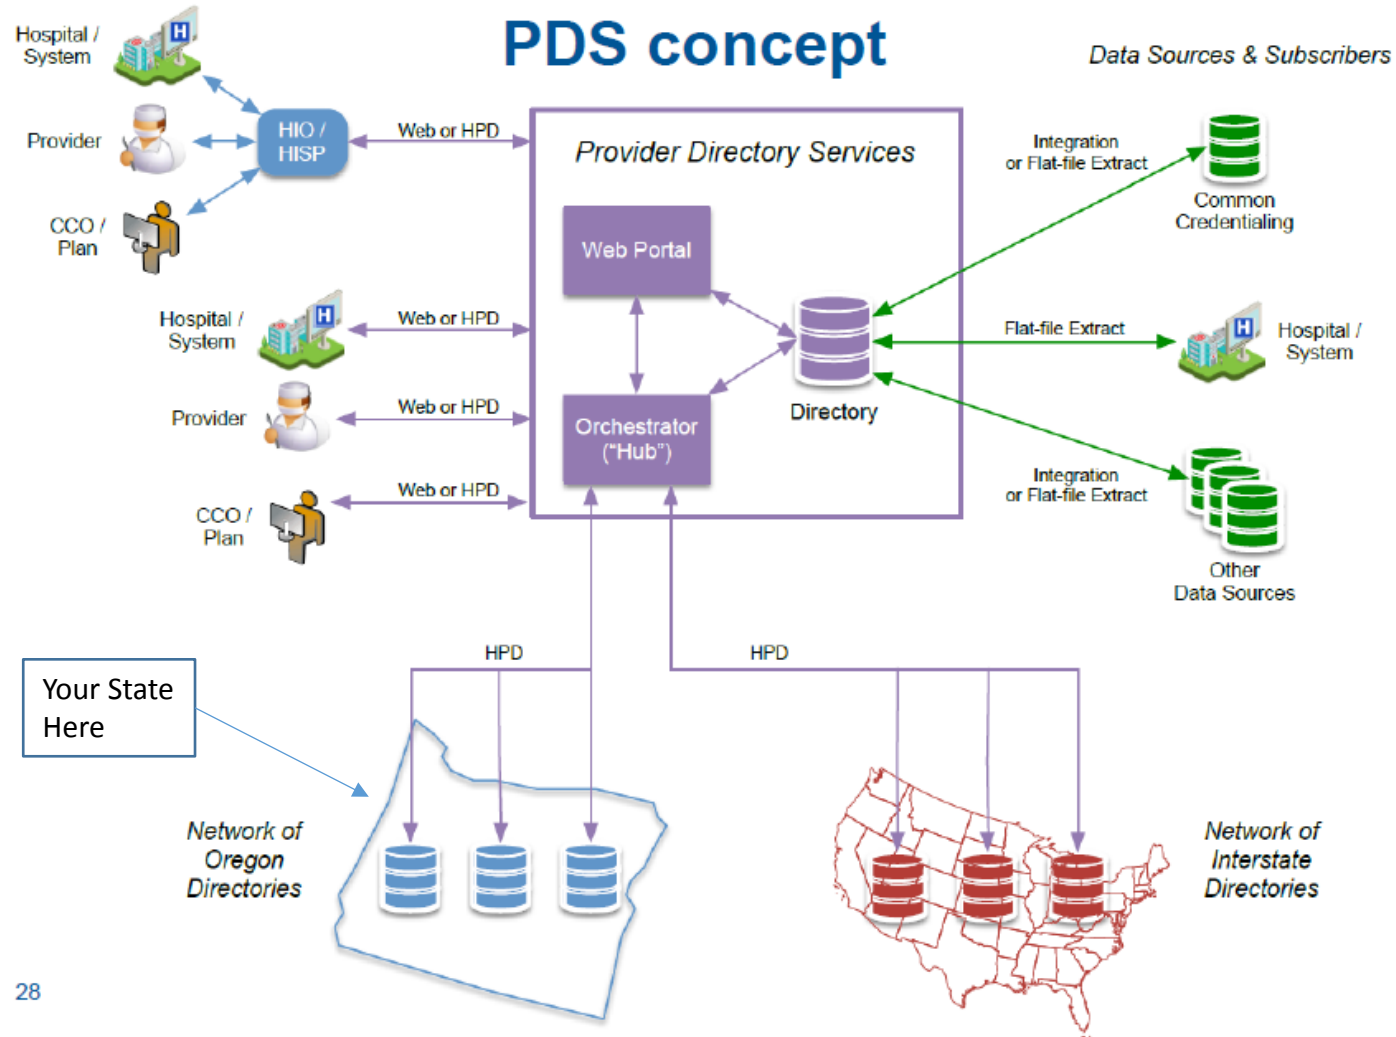 PDS concept
Data Sources & Subscribers
Hospital /
System
Provider
CCO /
Plan
HIO /
HISP
Web or HPD
Hospital /
System
Web or HPD
Provider
Web or HPD
CCO /
Plan
Web or HPD
Provider Directory Services
Web Portal
Orchestrator
("Hub")
Directory
Integration
or Flat-file Extract
Common
Credentialing
Flat-file Extract
Hospital /
System
Integration
or Flat-file Extract
Other
Data Sources
HPD
HPD
Your State
Here
Network of
Oregon
Directories
Network of
Interstate
Directories
H
H
H
28